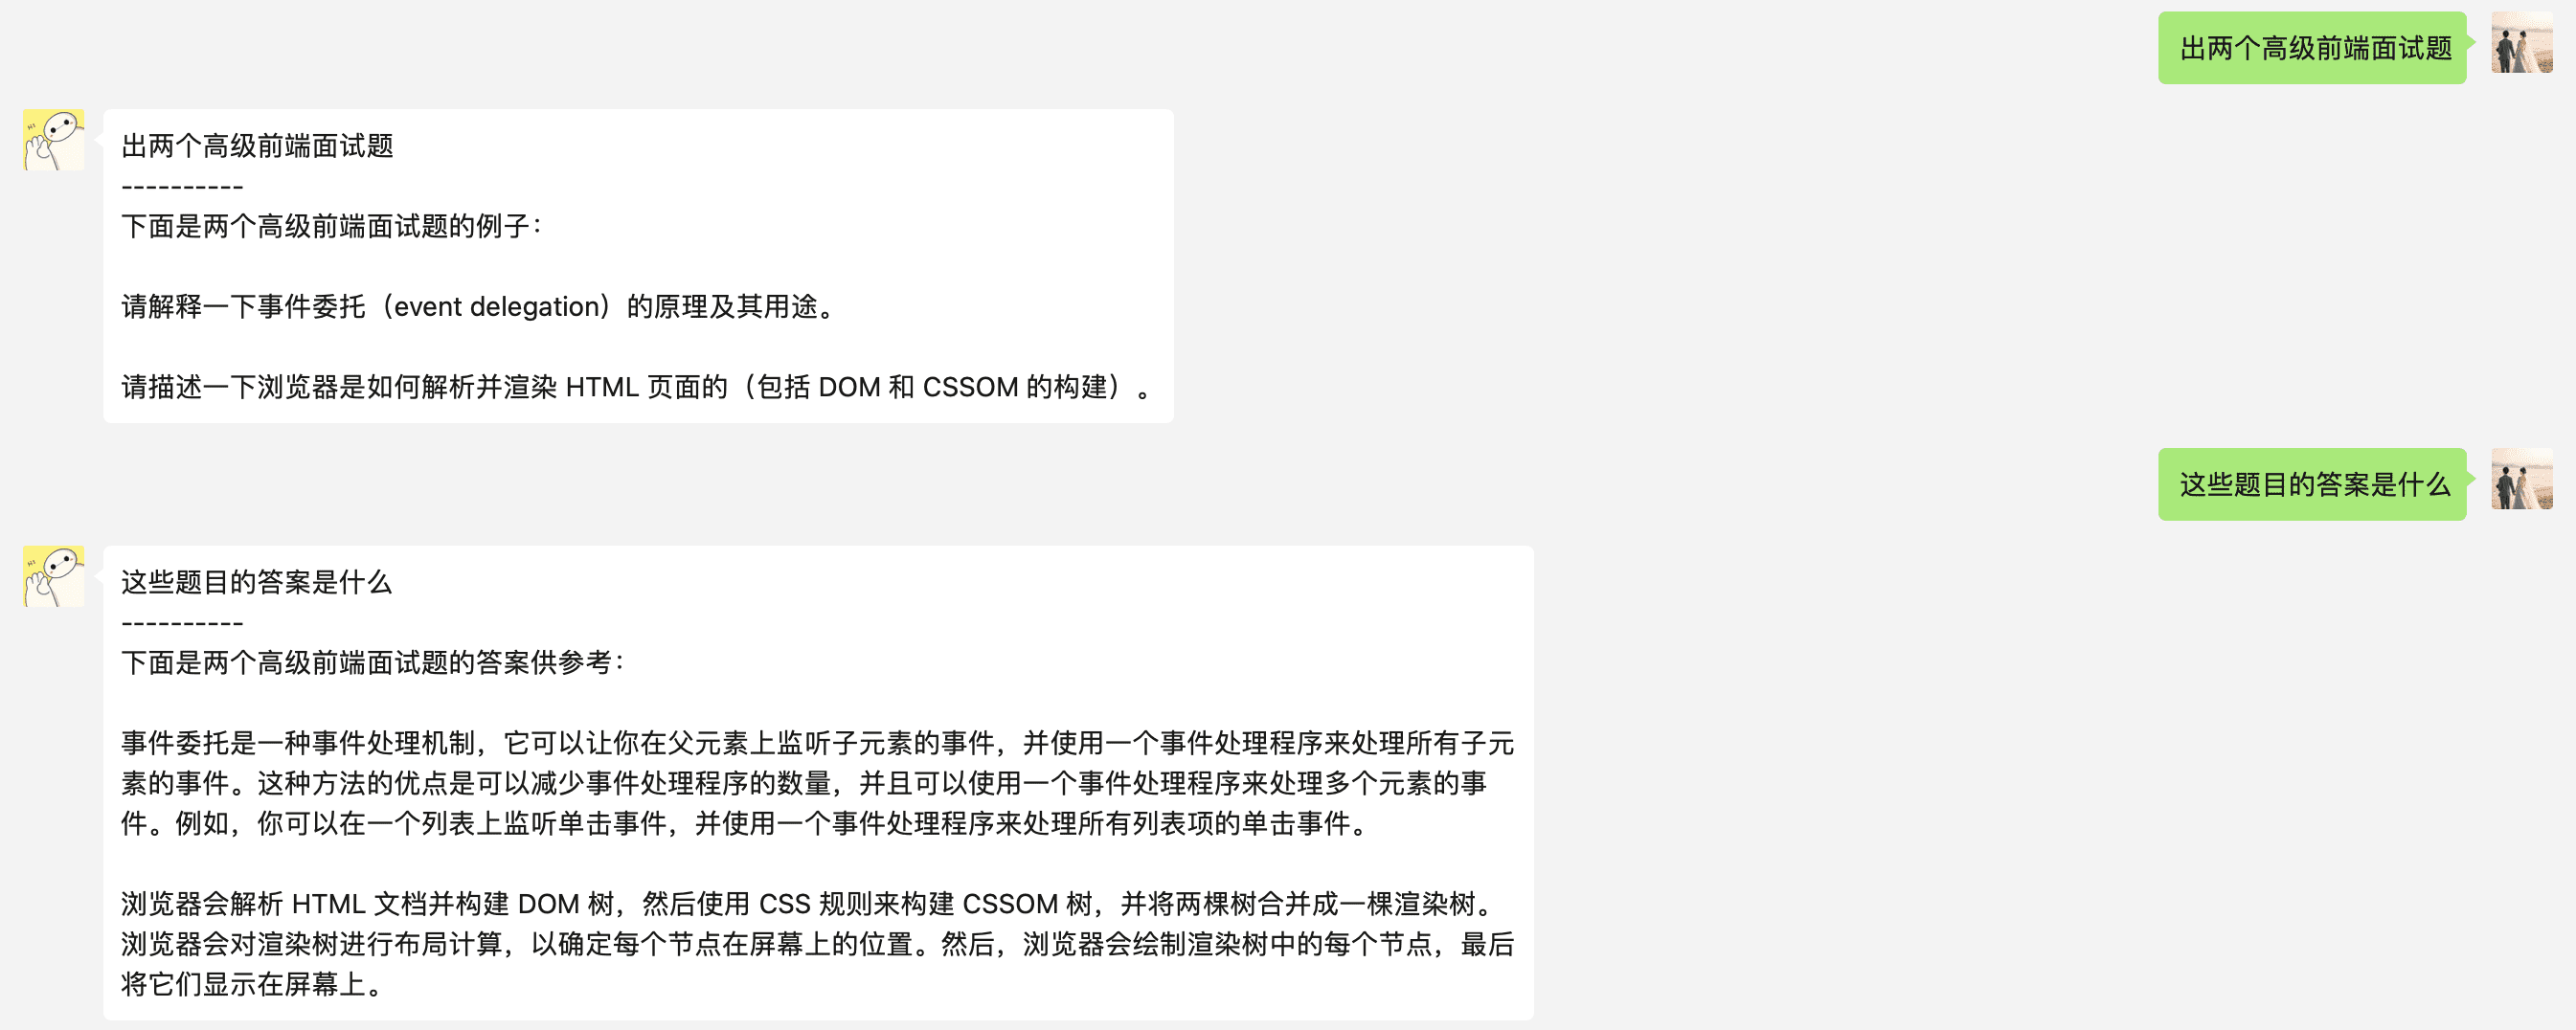 出两个高级前端面试题
出两个高级前端面试题
----------
下面是两个高级前端面试题的例子：
请解释一下事件委托（event delegation）的原理及其用途。
请描述一下浏览器是如何解析并渲染 HTML 页面的（包括 DOM 和 CSSOM 的构建）。
这些题目的答案是什么
这些题目的答案是什么
----------
下面是两个高级前端面试题的答案供参考：
事件委托是一种事件处理机制，它可以让你在父元素上监听子元素的事件，并使用一个事件处理程序来处理所有子元
素的事件。这种方法的优点是可以减少事件处理程序的数量，并且可以使用一个事件处理程序来处理多个元素的事
件。例如，你可以在一个列表上监听单击事件，并使用一个事件处理程序来处理所有列表项的单击事件。
浏览器会解析 HTML 文档并构建 DOM 树，然后使用 CSS 规则来构建 CSSOM 树，并将两棵树合并成一棵渲染树。
浏览器会对渲染树进行布局计算，以确定每个节点在屏幕上的位置。然后，浏览器会绘制渲染树中的每个节点，最后
将它们显示在屏幕上。